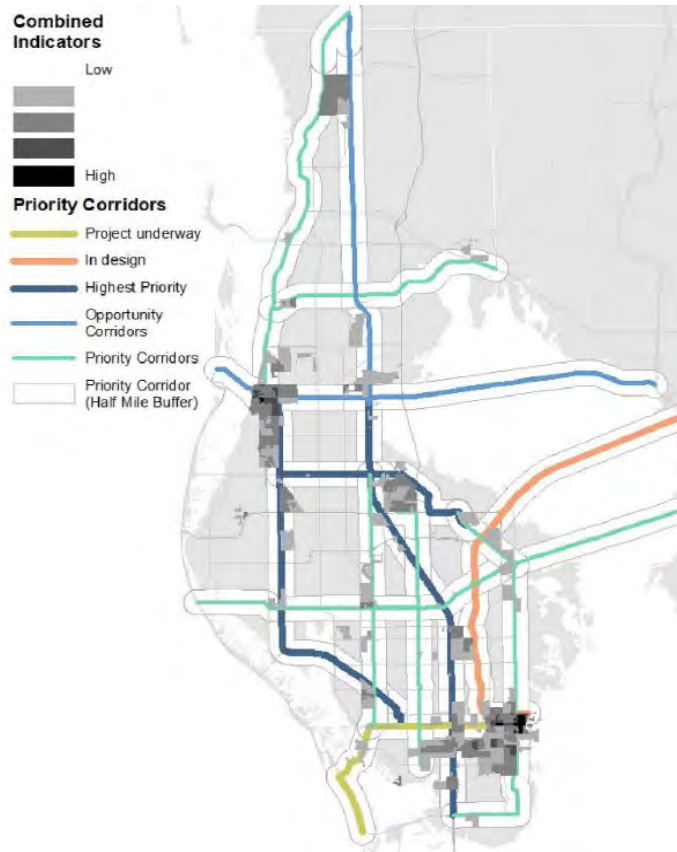 Combined
Indicators
Low
High
Priority Corridors
Project underway
In design
Highest Priority
Opportunity
Corridors
Priority Corridors
Priority Corridor
(Half Mile Buffer)